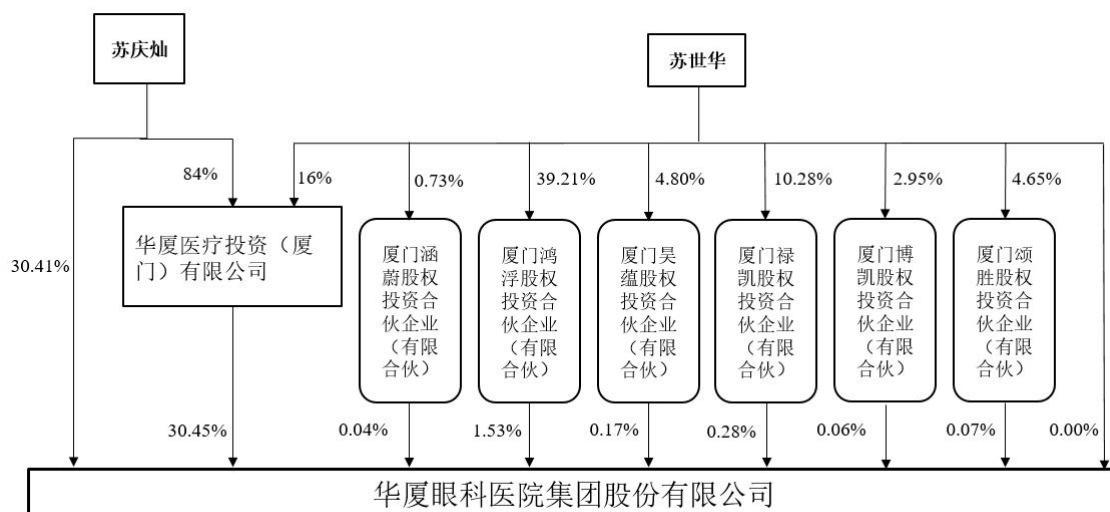 苏庆灿
苏世华
84%
16%
0.73%
39.21%
4.80%
10.28%
2.95%
4.65%
30.41%
华厦医疗投资（厦
门）有限公司
厦门涵
蔚股权
投资合
伙企业
（有限
合伙）
厦门鸿
浮股权
投资合
伙企业
（有限
合伙）
厦门昊
蕴股权
投资合
伙企业
（有限
合伙）
厦门禄
凯股权
投资合
伙企业
（有限
合伙）
厦门博
凯股权
投资合
伙企业
（有限
合伙）
厦门颂
胜股权
投资合
伙企业
（有限
合伙）
30.45%
0.04%
1.53%
0.17%
0.28%
0.06%
0.07%
0.00%
华厦眼科医院集团股份有限公司